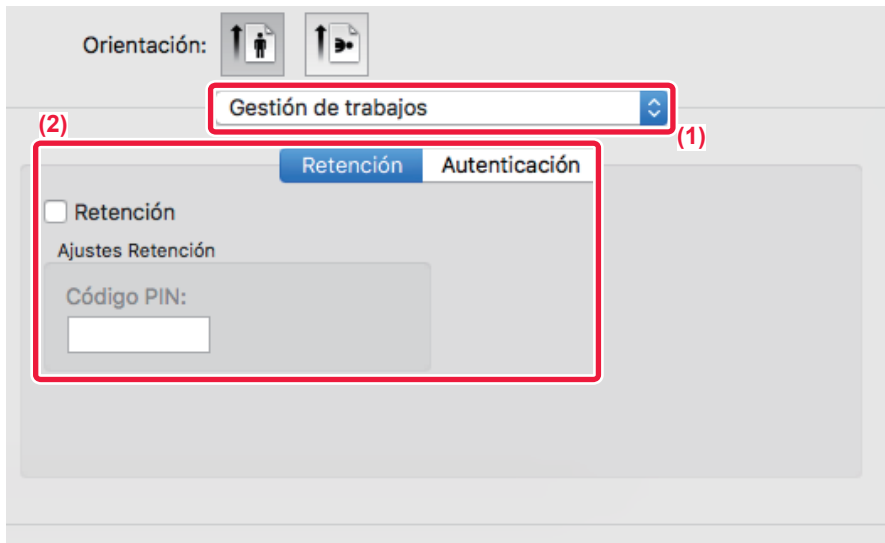 Orientación:
Gestión de trabajos
(1)
(2)
Retención Autenticación
Retención
Ajustes Retención
Código PIN: